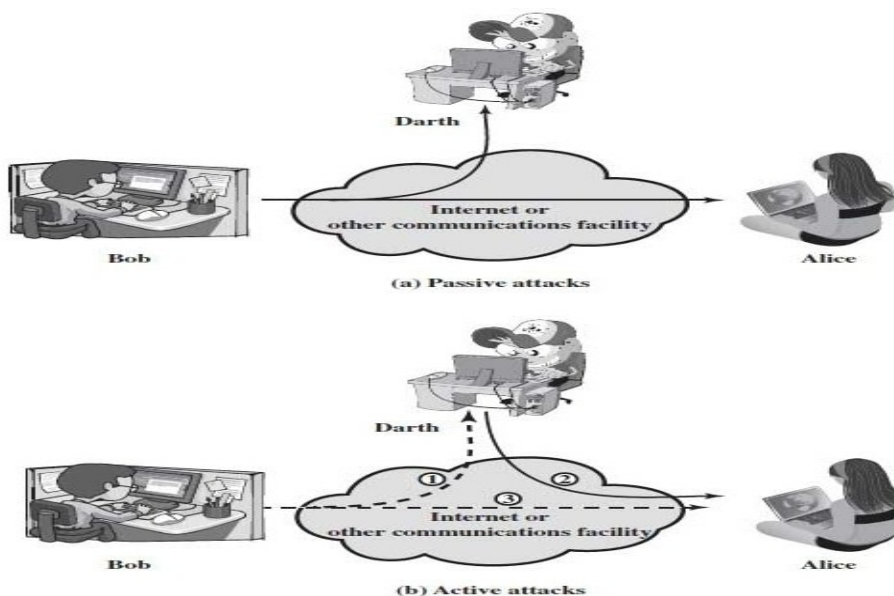 Darth
Internet or
other communications facility
Bob
Alice
(a) Passive attacks
Darth
1
2
3
Internet or
other communications facility
Bob
Alice
(b) Active attacks